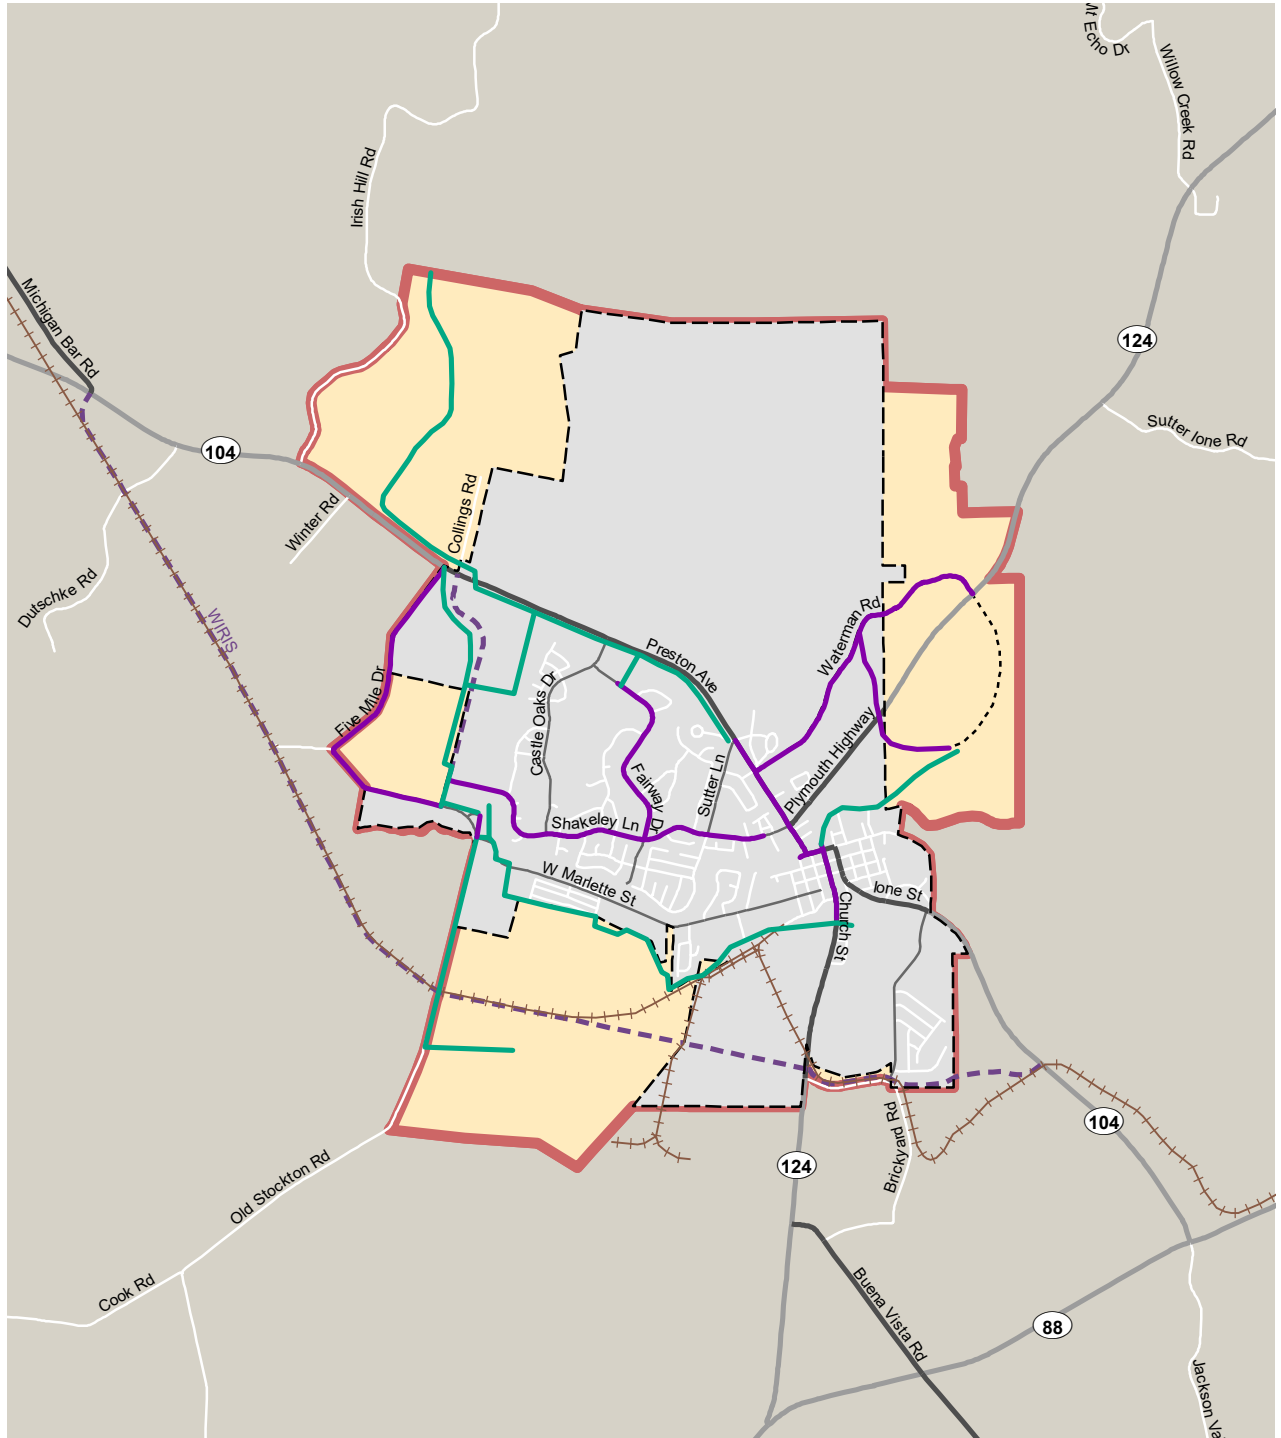 Mt Echo Dr
Willow Creek Rd
Irish Hill Rd
Michigan Bar Rd
124
Sutter Ione Rd
104
Collings Rd
Winter Rd
Dutschke Rd
WIRIS
Waterman Rd
Preston Ave
Five Mile Dr
Castle Oaks Dr
Plymouth Highway
Sutter Ln
Fairway Dr
Shakeley Ln
W Marlette St
Ione St
Church St
104
124
Brickyard Rd
Old Stockton Rd
Cook Rd
Buena Vista Rd
88